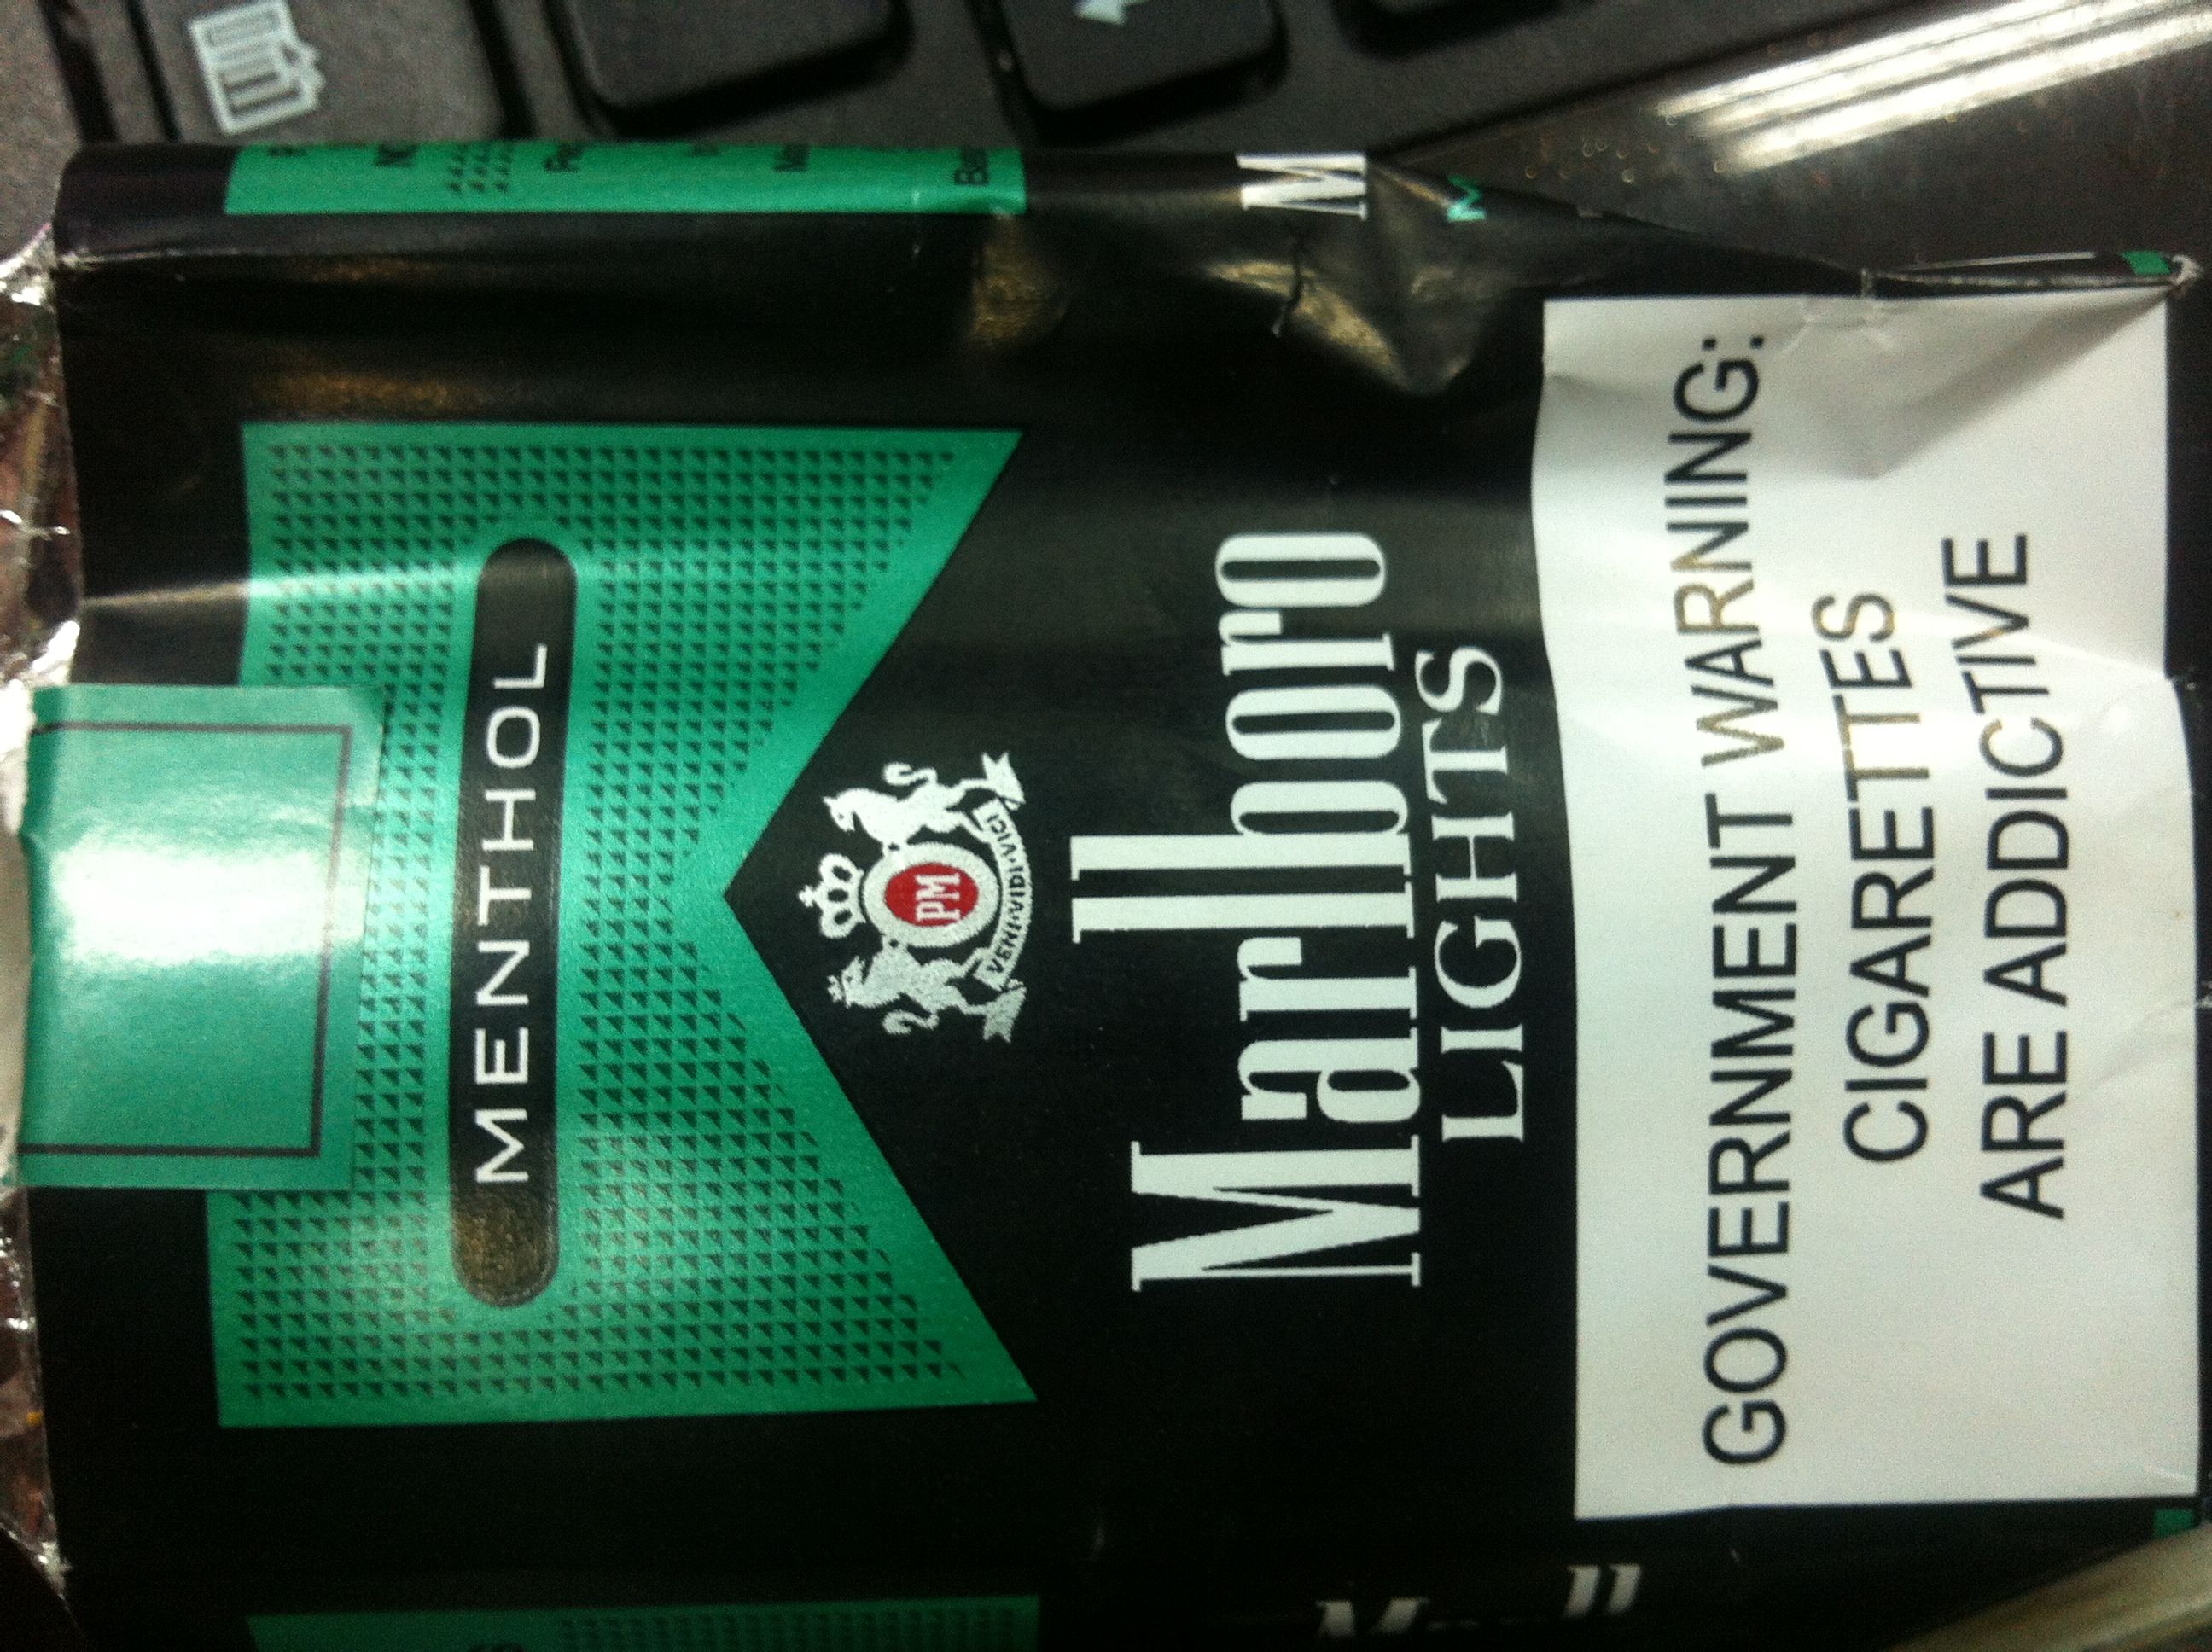 MENTHOL
PM
VENI·VIDI·VICI
Marlboro
LIGHTS
GOVERNMENT WARNING:
CIGARETTES
ARE ADDICTIVE
M
M